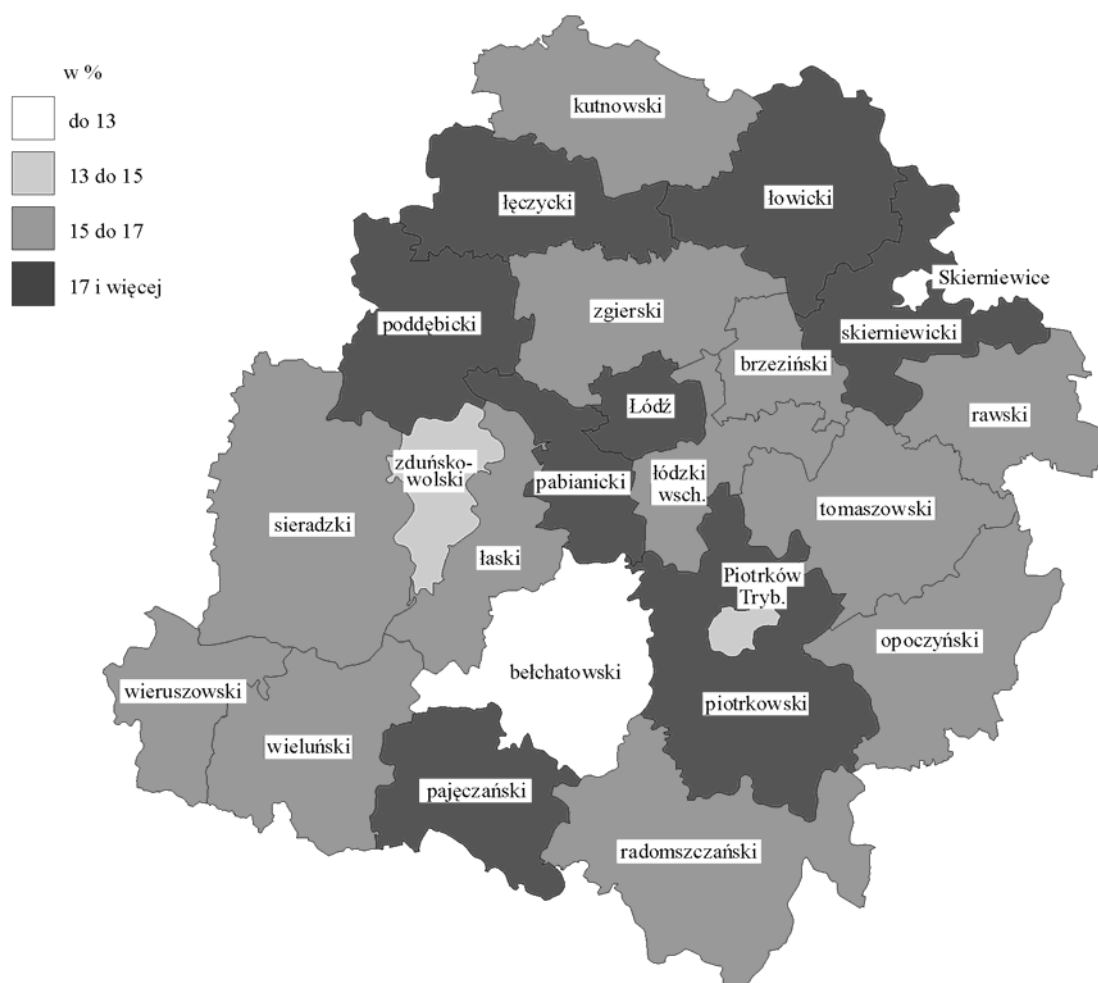 w %
do 13
13 do 15
15 do 17
17 i więcej
kutnowski
łęczycki
łowicki
Skierniewice
poddębicki
zgierski
skierniewicki
brzeziński
Łódź
rawski
zduńsko-
wolski
pabianicki
łódzki
wsch.
sieradzki
tomaszowski
łaski
Piotrków
Tryb.
opoczyński
bełchatowski
wieruszowski
piotrkowski
wieluński
pajęczański
radomszczański